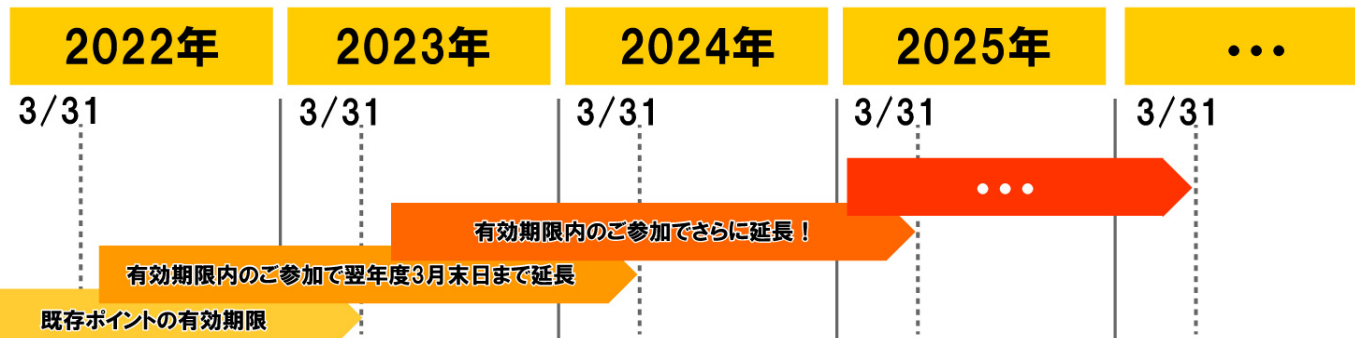 2022年
2023年
2024年
2025年
•••
3/31
3/31
3/31
3/31
3/31
•••
有効期限内のご参加でさらに延長！
有効期限内のご参加で翌年度3月末日まで延長
既存ポイントの有効期限